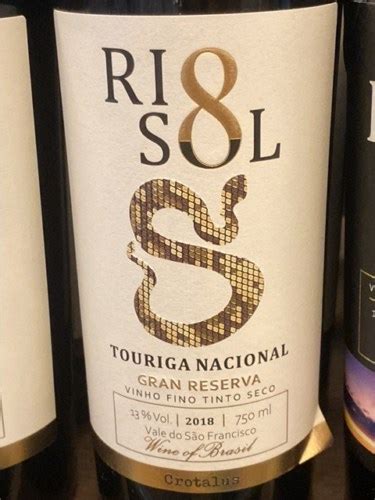 RIO
SOL
TOURIGA NACIONAL
GRAN RESERVA
VINHO FINO TINTO SECO
13%Vol. | 2018 | 750 ml
Vale do São Francisco
Wine of Brasil
Crotalus